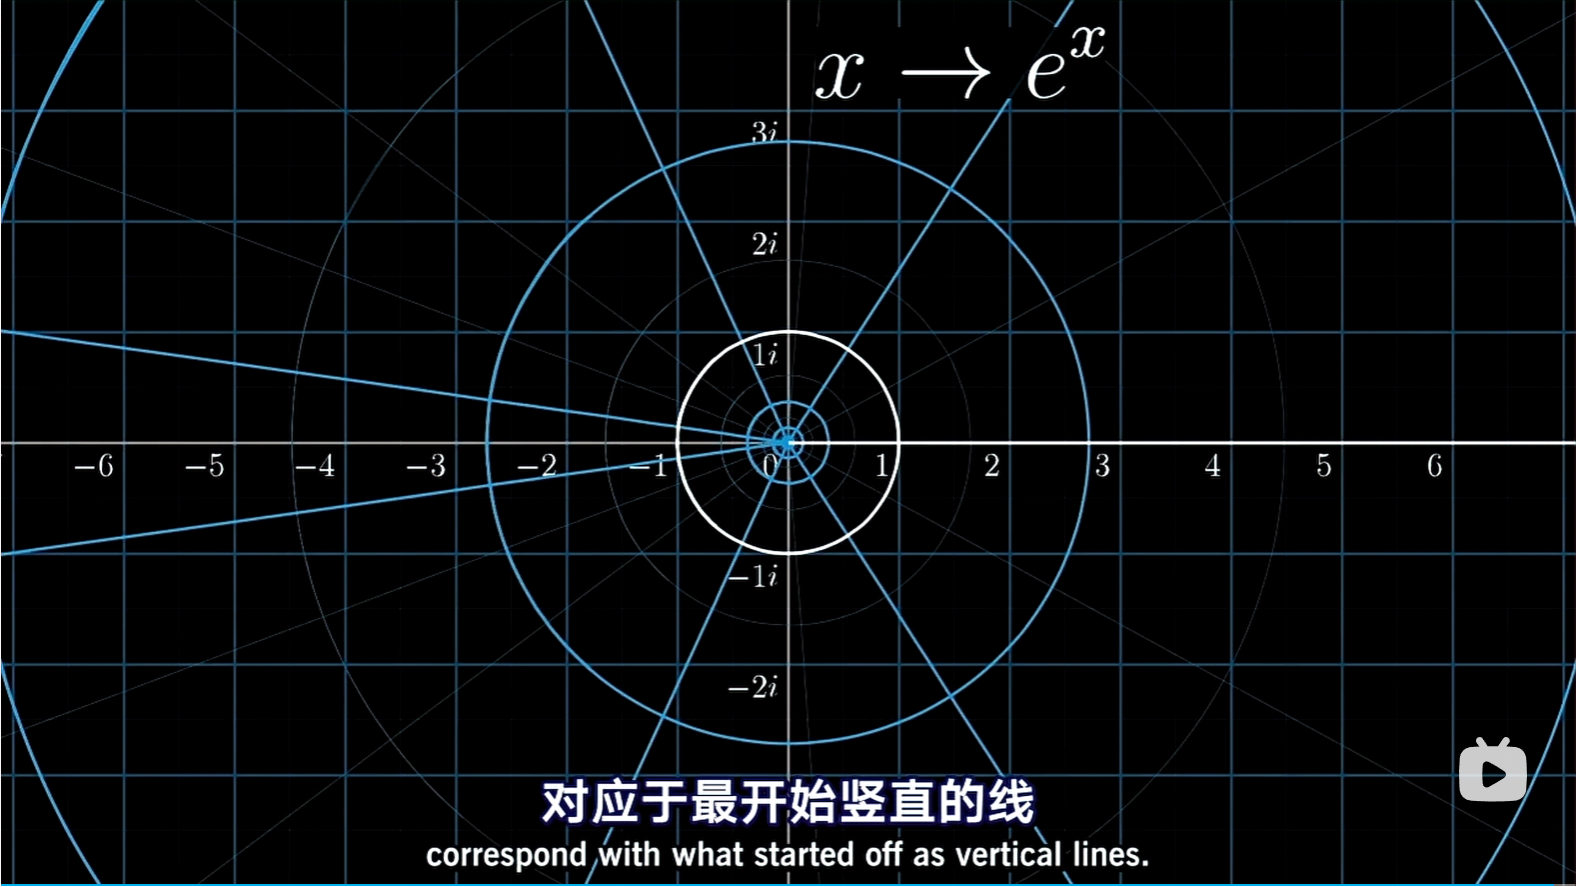 x → e^x
3i
2i
1i
−6 −5 −4 −3 −2 −1 0 1 2 3 4 5 6
−1i
−2i
对应于最开始竖直的线
correspond with what started off as vertical lines.